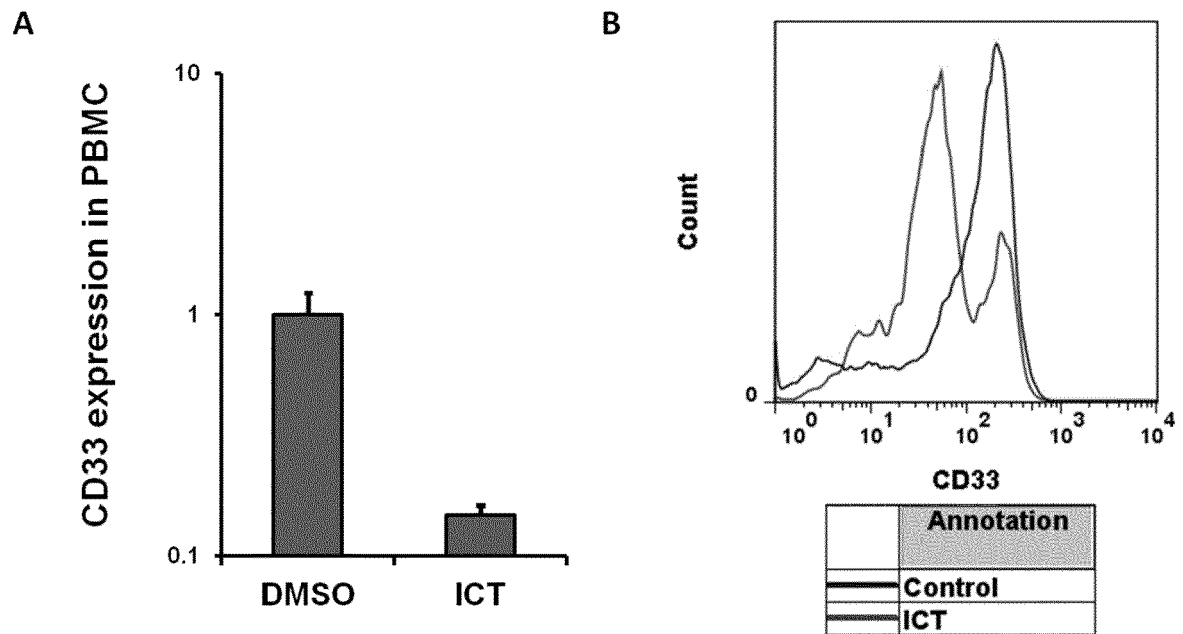 A
CD33 expression in PBMC
10
1
0.1
DMSO
ICT
B
Count
0
10^0 10^1 10^2 10^3 10^4
CD33
Annotation
Control
ICT